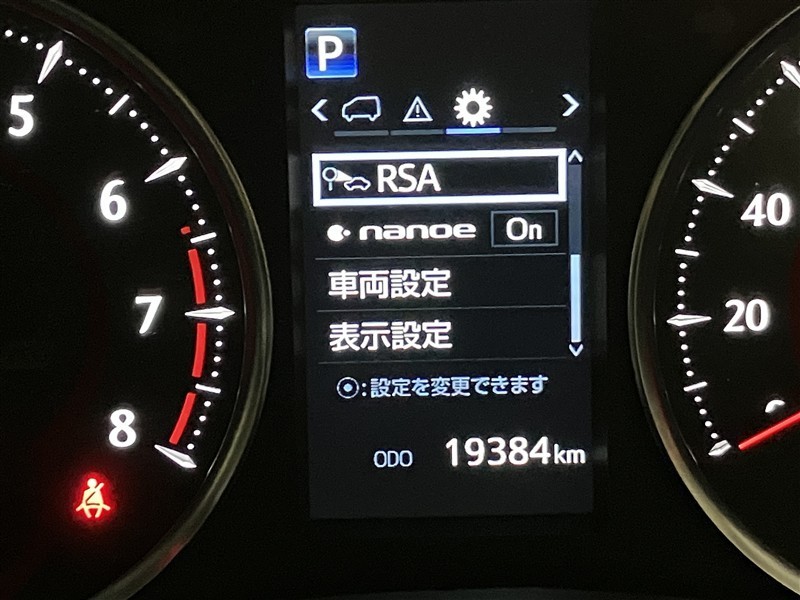 P
RSA
nanoe On
車両設定
表示設定
⦿:設定を変更できます
ODO 19384km
5
6
7
8
40
20